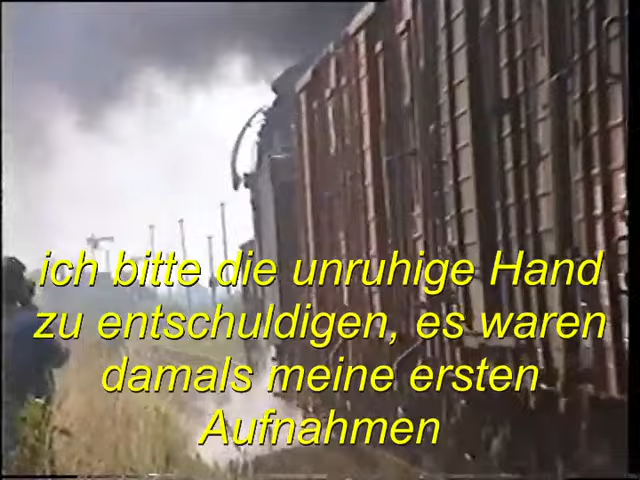 ich bitte die unruhige Hand
zu entschuldigen, es waren
damals meine ersten
Aufnahmen